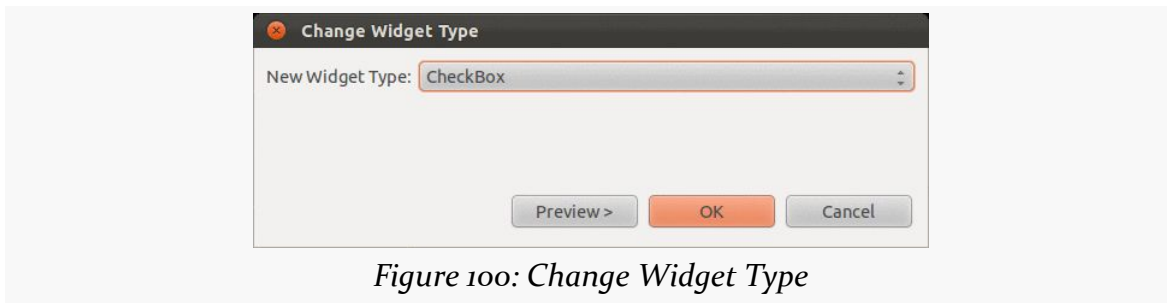 Change Widget Type
New Widget Type: CheckBox
Preview > OK Cancel
Figure 100: Change Widget Type